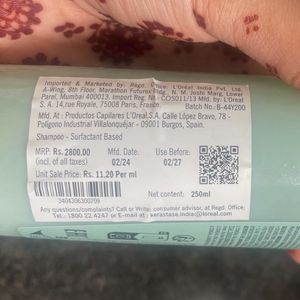 Imported & Marketed by: Regd. Office: L'Oréal India Pvt. Ltd.
A-Wing, 8th Floor, Marathon Futurex Bldg., N. M. Joshi Marg, Lower
Parel, Mumbai 400013. Import Reg. No.: COS011/13 Mfd. by: L'Oréal
S. A. 14, rue Royale, 75008 Paris, France.
Batch No.: B-44Y200
Mfd. At : Productos Capilares L'Oreal, S.A. Calle López Bravo, 78 -
Polígono Industrial Villalonquéjar - 09001 Burgos, Spain.
Shampoo - Surfactant Based
MRP: Rs. 2800.00
(incl. of all taxes)
Mfd:
02/24
Use Before:
02/27
Unit Sale Price: Rs. 11.20 Per ml
3404306300709
Net Content: 250ml
Any questions/complaints? Call or Write: consumer advisor, at Regd. Office;
Tel.: 1800 22 4247 or E-mail at : kerastase.india@loreal.com